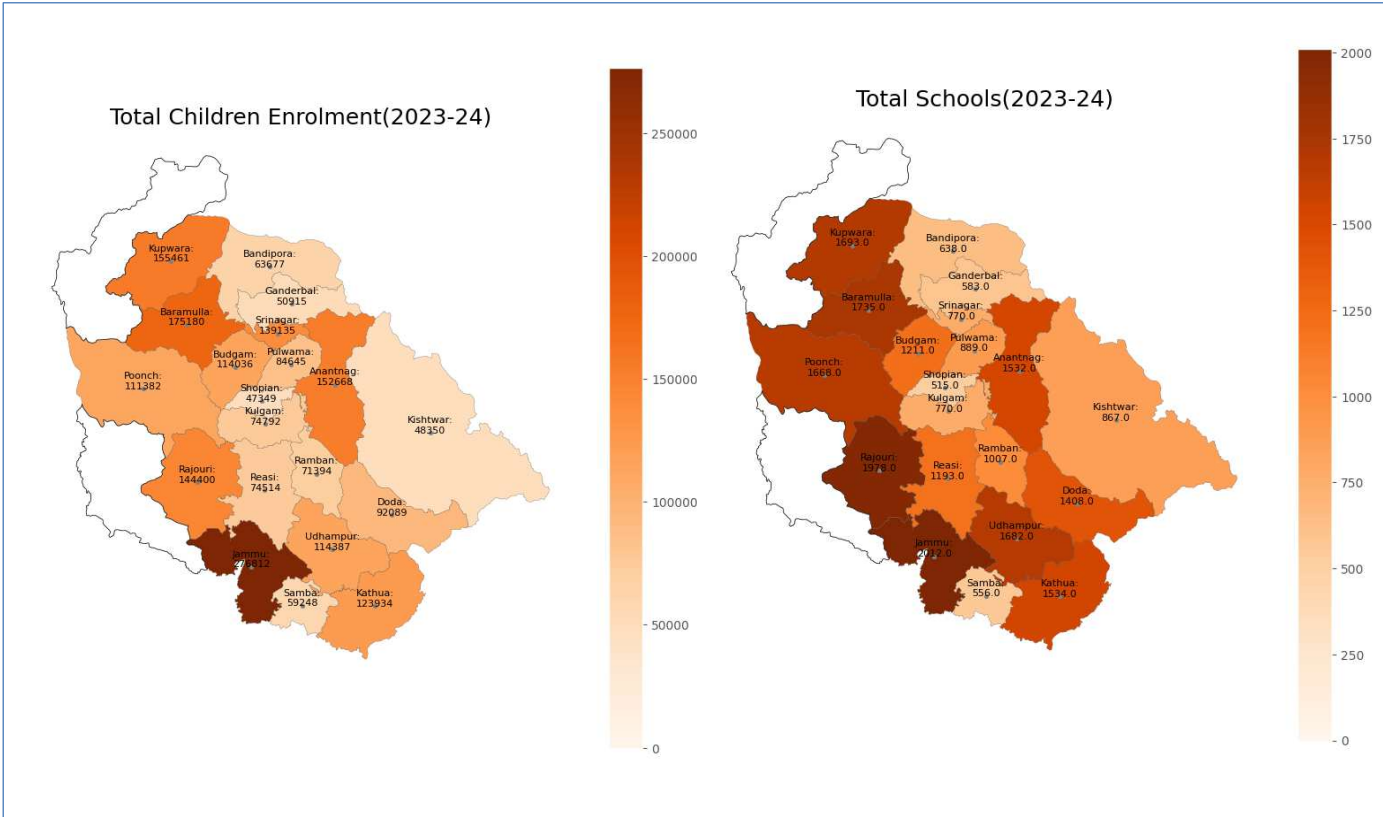 Total Children Enrolment(2023-24)
Kupwara:
155461
Bandipora:
63677
Ganderbal:
50915
Baramulla:
175180
Srinagar:
139135
Budgam:
114036
Pulwama:
84645
Poonch:
111382
Anantnag:
152668
Shopian:
47349
Kulgam:
74792
Kishtwar:
48350
Rajouri:
144400
Reasi:
74514
Ramban:
71394
Doda:
92089
Udhampur:
114387
Jammu:
276812
Samba:
59248
Kathua:
123934
250000
200000
150000
100000
50000
0
Total Schools(2023-24)
Kupwara:
1693.0
Bandipora:
638.0
Ganderbal:
583.0
Baramulla:
1735.0
Srinagar:
770.0
Budgam:
1211.0
Pulwama:
889.0
Poonch:
1668.0
Anantnag:
1532.0
Shopian:
515.0
Kulgam:
770.0
Kishtwar:
867.0
Rajouri:
Reasi:
1193.0
Ramban:
1007.0
Doda:
1408.0
Udhampur:
1682.0
Jammu:
2012.0
Samba:
556.0
Kathua:
1534.0
2000
1750
1500
1250
1000
750
500
250
0